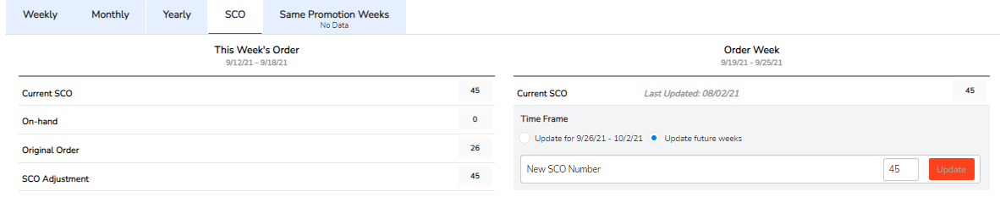 Weekly Monthly Yearly SCO Same Promotion Weeks
No Data
This Week's Order
9/12/21 - 9/18/21
Current SCO 45
On-hand 0
Original Order 26
SCO Adjustment 45
Order Week
9/19/21 - 9/25/21
Current SCO Last Updated: 08/02/21 45
Time Frame
Update for 9/26/21 - 10/2/21 Update future weeks
New SCO Number 45 Update